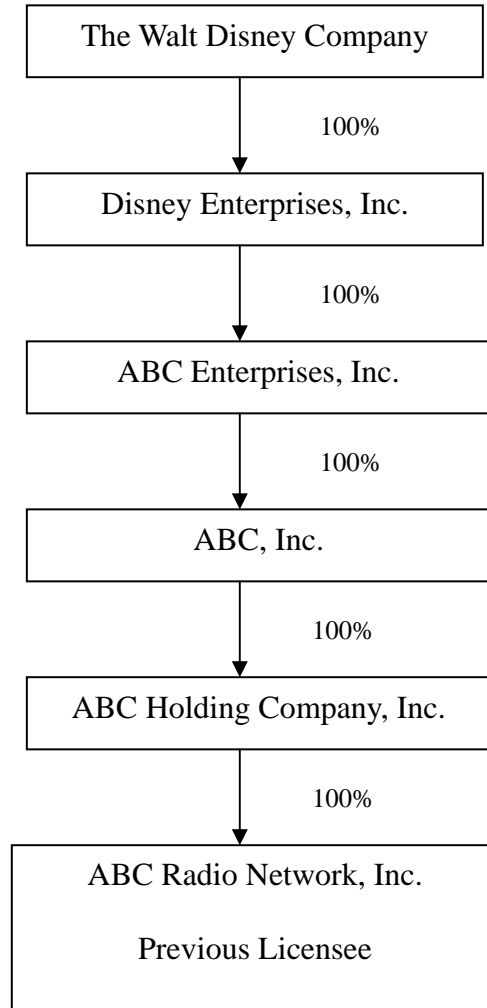 The Walt Disney Company
100%
Disney Enterprises, Inc.
100%
ABC Enterprises, Inc.
100%
ABC, Inc.
100%
ABC Holding Company, Inc.
100%
ABC Radio Network, Inc.
Previous Licensee